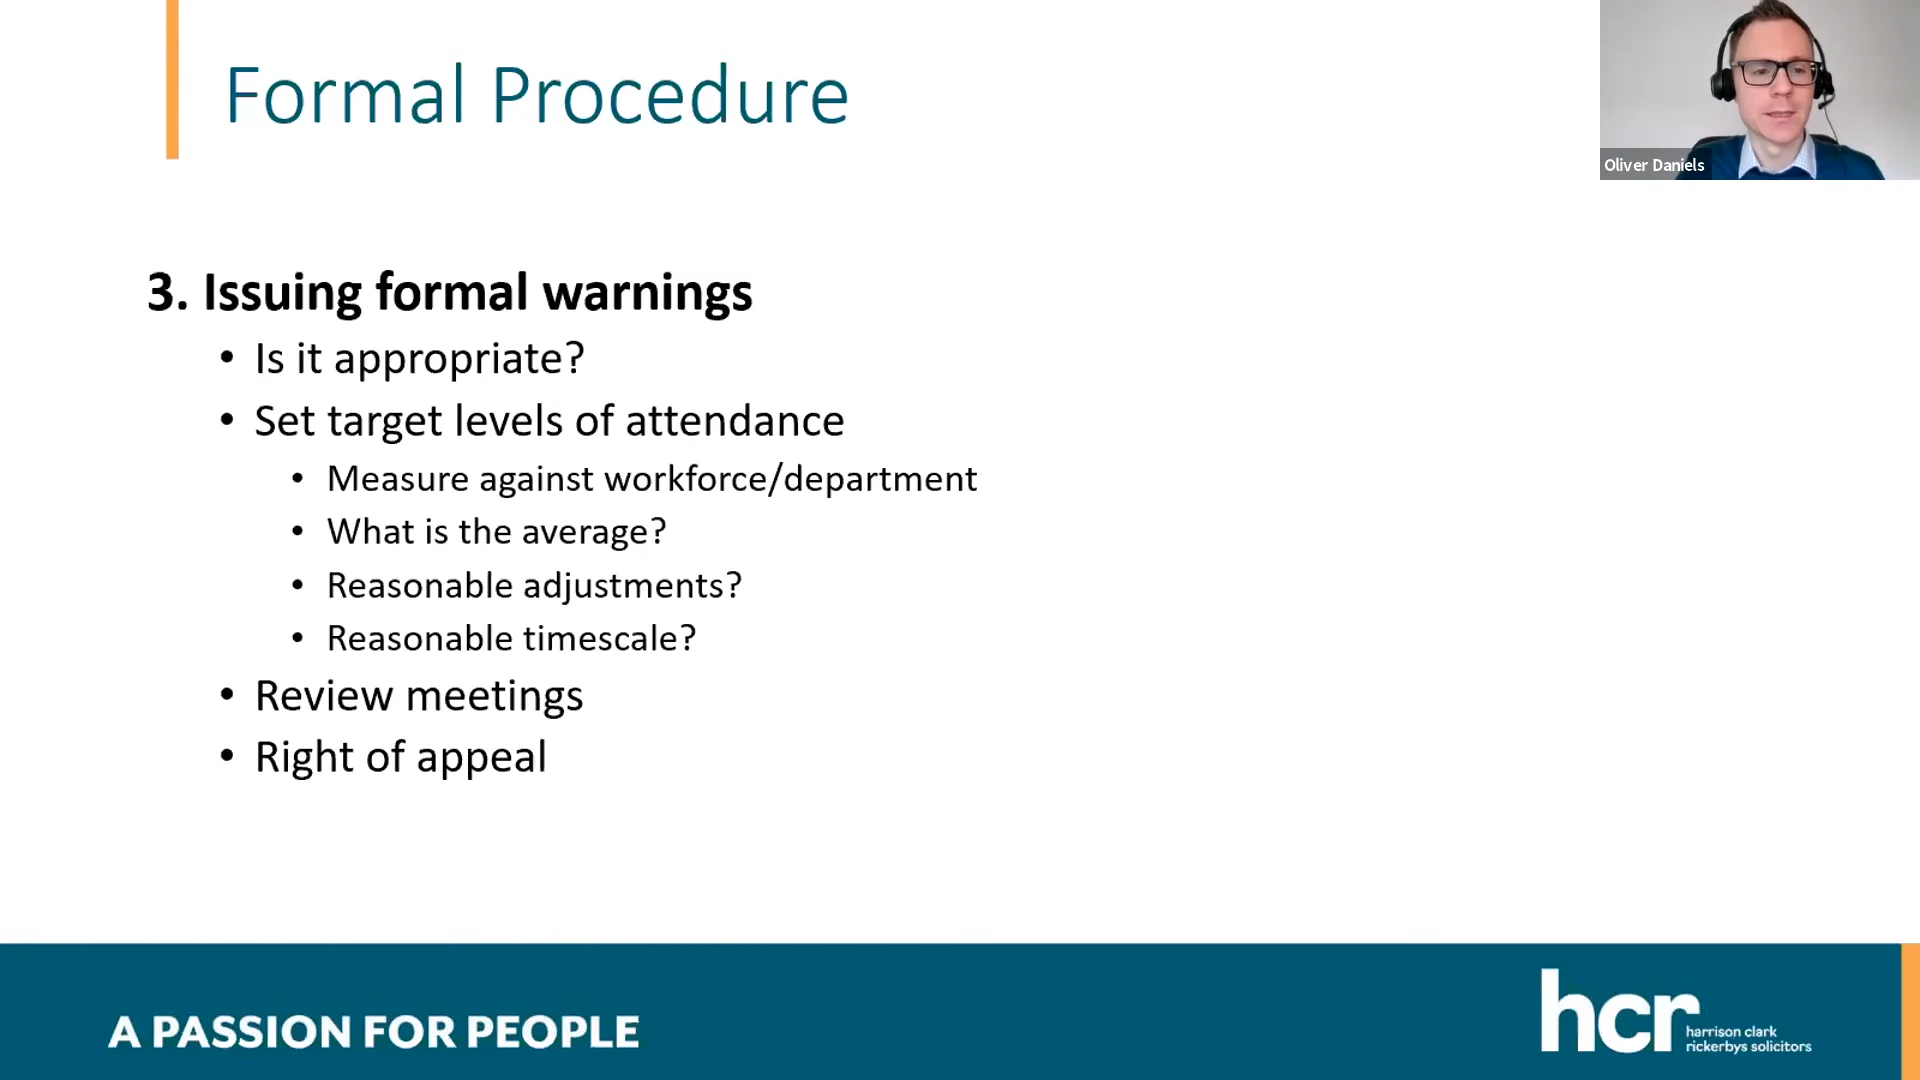 Formal Procedure
Oliver Daniels
3. Issuing formal warnings
• Is it appropriate?
• Set target levels of attendance
• Measure against workforce/department
• What is the average?
• Reasonable adjustments?
• Reasonable timescale?
• Review meetings
• Right of appeal
A PASSION FOR PEOPLE
hcr
harrison clark
rickerbys solicitors